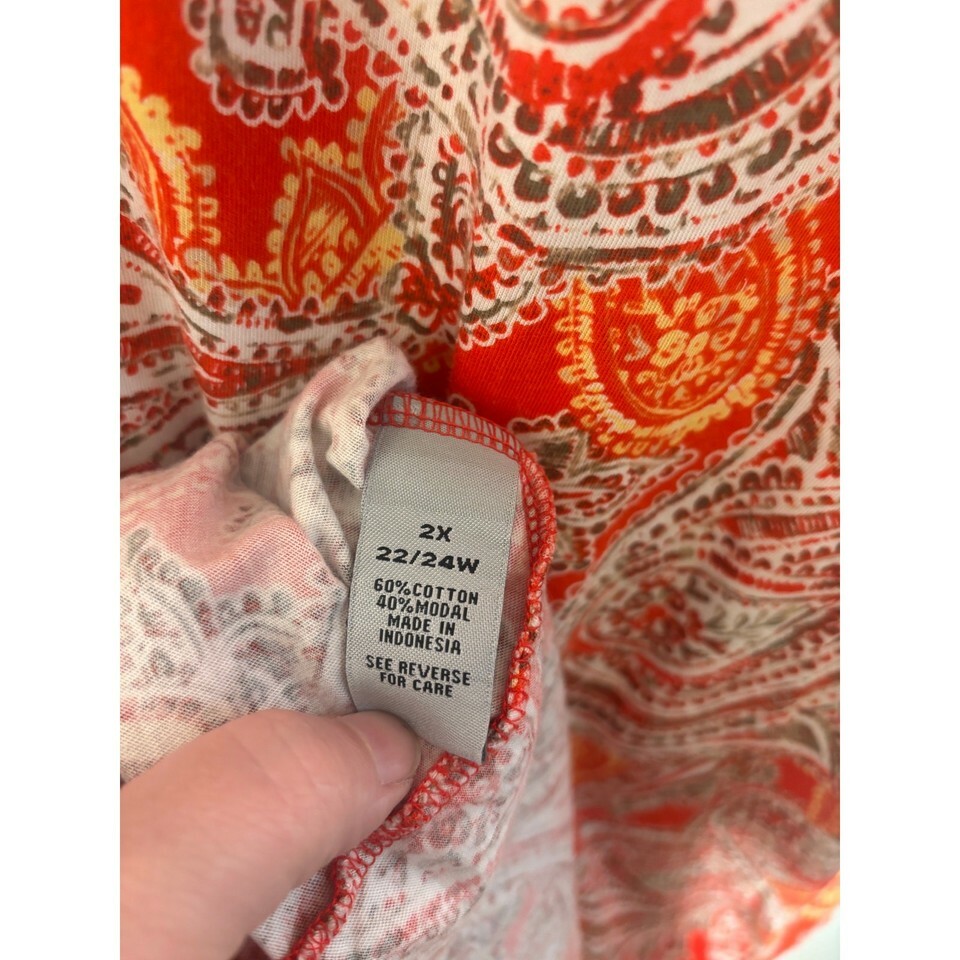 2X
22/24W
60%COTTON
40%MODAL
MADE IN
INDONESIA
SEE REVERSE
FOR CARE